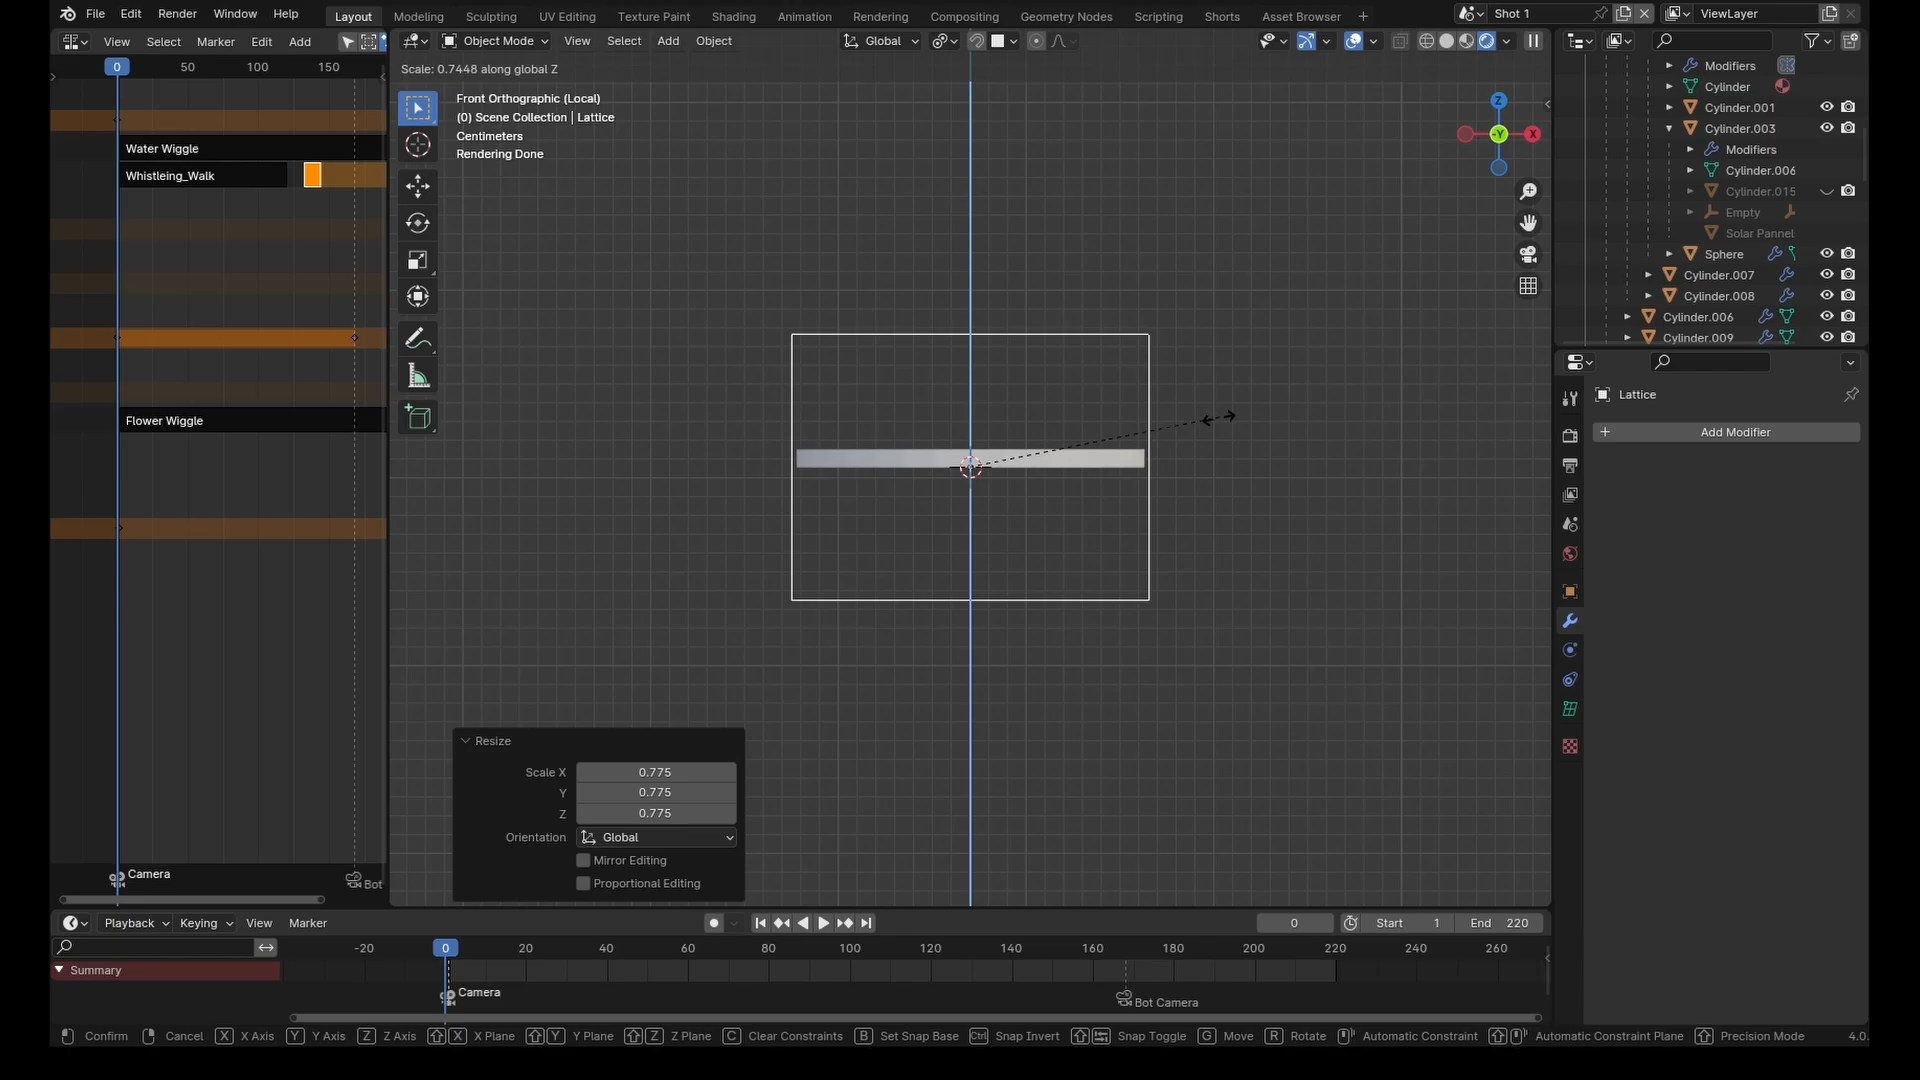 File Edit Render Window Help
Layout Modeling Sculpting UV Editing Texture Paint Shading Animation Rendering Compositing Geometry Nodes Scripting Shorts Asset Browser +
Shot 1
ViewLayer
View Select Marker Edit Add
Object Mode View Select Add Object
Global
0 50 100 150
Scale: 0.7448 along global Z
Front Orthographic (Local)
(0) Scene Collection | Lattice
Centimeters
Rendering Done
Z
-Y
X
Water Wiggle
Whistleing_Walk
Flower Wiggle
Camera
Bot
Modifiers
Cylinder
Cylinder.001
Cylinder.003
Modifiers
Cylinder.006
Cylinder.015
Empty
Solar Pannel
Sphere
Cylinder.007
Cylinder.008
Cylinder.006
Cylinder.009
Lattice
+ Add Modifier
Resize
Scale X 0.775
Y 0.775
Z 0.775
Orientation Global
Mirror Editing
Proportional Editing
Playback Keying View Marker
0 Start 1 End 220
-20 0 20 40 60 80 100 120 140 160 180 200 220 240 260
Summary
Camera
Bot Camera
Confirm Cancel X X Axis Y Y Axis Z Z Axis X X Plane Y Y Plane Z Z Plane C Clear Constraints B Set Snap Base Ctrl Snap Invert Snap Toggle G Move R Rotate Automatic Constraint Automatic Constraint Plane Precision Mode 4.0.